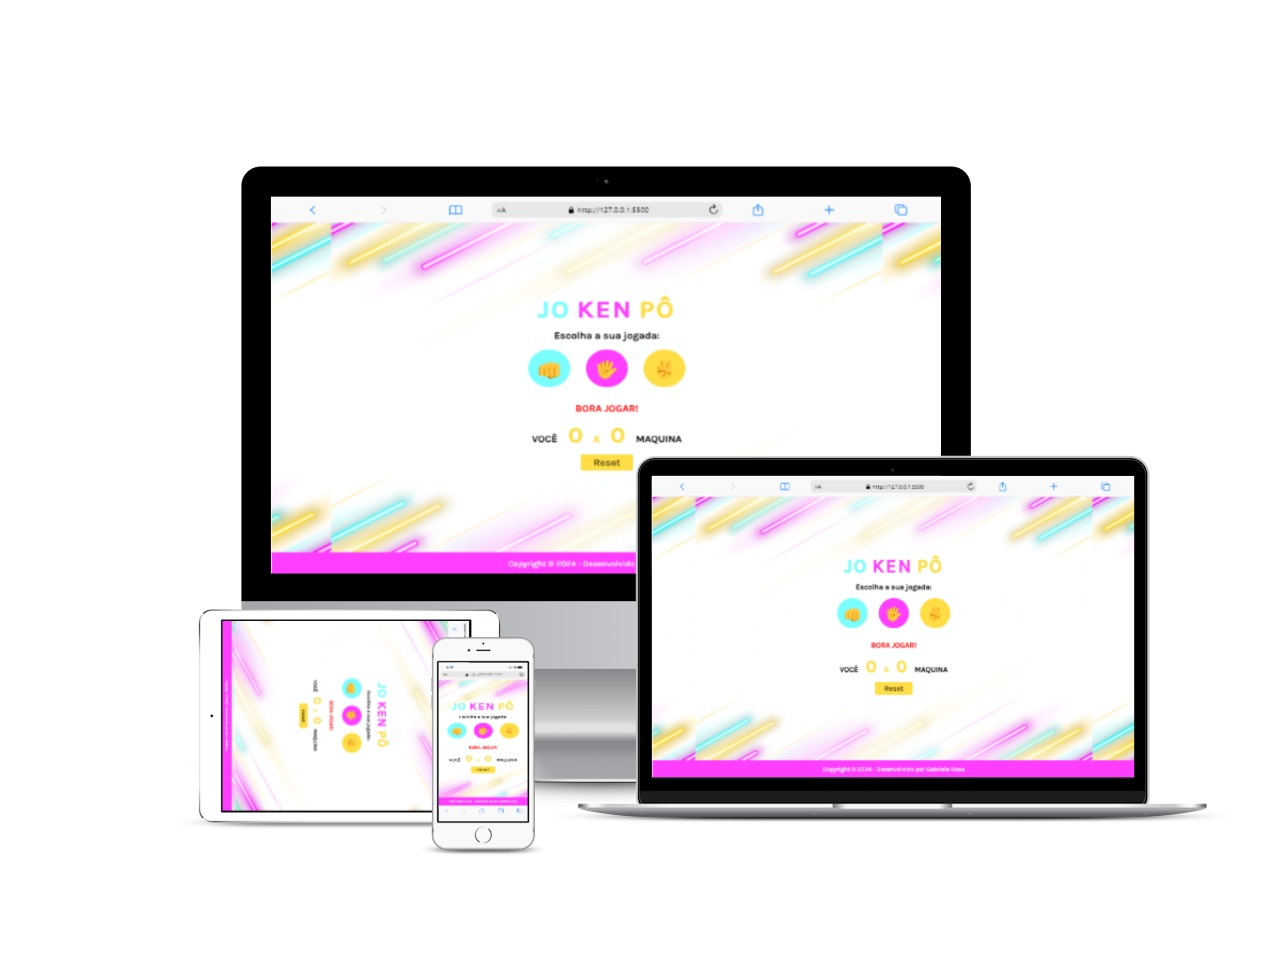 AA http://127.0.0.1:5500
JO KEN PÔ
Escolha a sua jogada:
BORA JOGAR!
VOCÊ 0 x 0 MAQUINA
Reset
Copyright © 2024 - Desenvolvido
AA http://127.0.0.1:5500
JO KEN PÔ
Escolha a sua jogada:
BORA JOGAR!
VOCÊ 0 x 0 MAQUINA
Reset
Copyright © 2024 - Desenvolvido por Gabriela Rosa
JO KEN PÔ
Escolha a sua jogada:
BORA JOGAR!
VOCÊ 0 x 0 MAQUINA
Reset
JO KEN PÔ
Escolha a sua jogada:
BORA JOGAR!
VOCÊ 0 x 0 MAQUINA
Reset